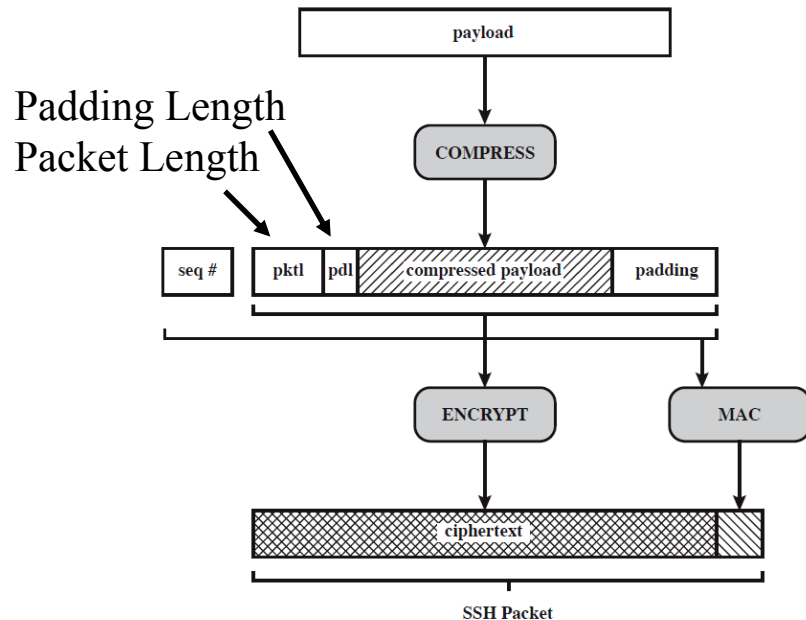 payload
Padding Length
Packet Length
COMPRESS
seq # pktl pdl compressed payload padding
ENCRYPT MAC
ciphertext
SSH Packet